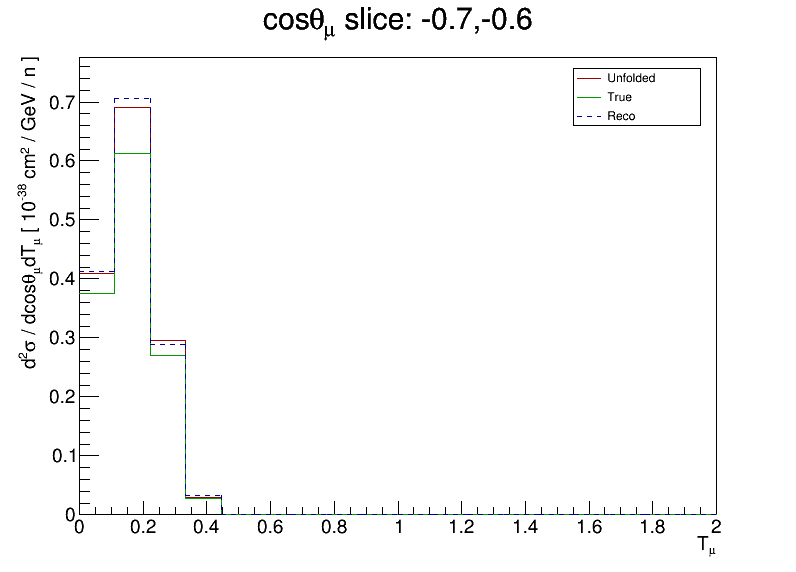 cosθμ slice: -0.7,-0.6
d²σ / dcosθμdTμ [ 10⁻³⁸ cm² / GeV / n ]
Unfolded
True
Reco
0.7
0.6
0.5
0.4
0.3
0.2
0.1
0
0 0.2 0.4 0.6 0.8 1 1.2 1.4 1.6 1.8 2
Tμ